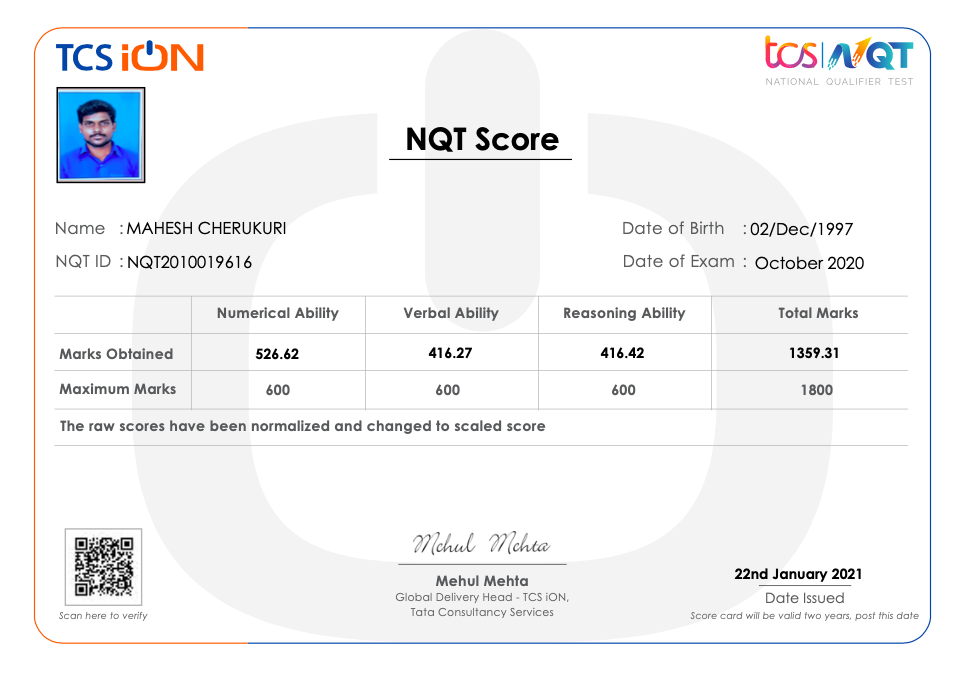 TCS iON
tcs | NQT
NATIONAL QUALIFIER TEST
NQT Score
Name : MAHESH CHERUKURI
Date of Birth : 02/Dec/1997
NQT ID : NQT2010019616
Date of Exam : October 2020
Numerical Ability Verbal Ability Reasoning Ability Total Marks
Marks Obtained 526.62 416.27 416.42 1359.31
Maximum Marks 600 600 600 1800
The raw scores have been normalized and changed to scaled score
Mehul Mehta
Mehul Mehta
Global Delivery Head - TCS iON,
Tata Consultancy Services
22nd January 2021
Date Issued
Scan here to verify
Score card will be valid two years, post this date